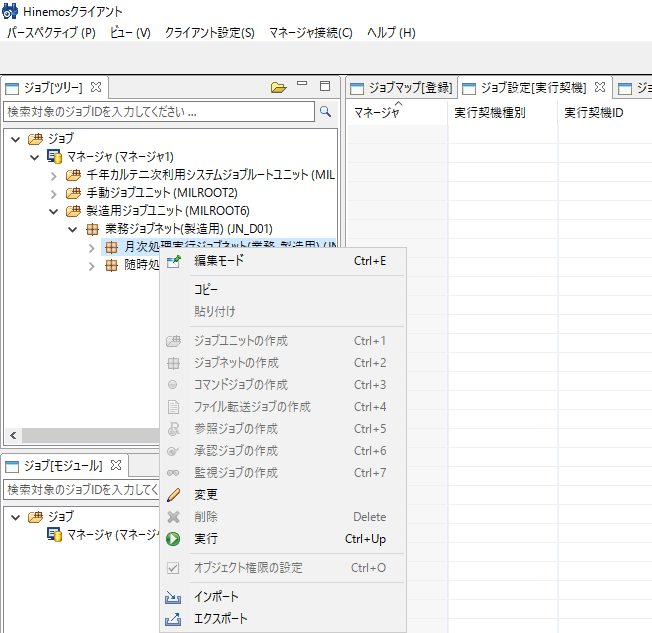 Hinemosクライアント
パースペクティブ (P) ビュー (V) クライアント設定(S) マネージャ接続(C) ヘルプ (H)
ジョブ[ツリー]
検索対象のジョブIDを入力してください ...
ジョブ
マネージャ (マネージャ1)
千年カルテ二次利用システムジョブルートユニット (MIL
手動ジョブユニット (MILROOT2)
製造用ジョブユニット (MILROOT6)
業務ジョブネット(製造用) (JN_D01)
月次処理実行ジョブネット(業務_製造用) (JN
随時処
ジョブマップ[登録] ジョブ設定[実行契機] ジョ
マネージャ 実行契機種別 実行契機ID
編集モード Ctrl+E
コピー
貼り付け
ジョブユニットの作成 Ctrl+1
ジョブネットの作成 Ctrl+2
コマンドジョブの作成 Ctrl+3
ファイル転送ジョブの作成 Ctrl+4
参照ジョブの作成 Ctrl+5
承認ジョブの作成 Ctrl+6
監視ジョブの作成 Ctrl+7
変更
削除 Delete
実行 Ctrl+Up
オブジェクト権限の設定 Ctrl+O
インポート
エクスポート
ジョブ[モジュール]
検索対象のジョブIDを入力してく
ジョブ
マネージャ (マネージャ